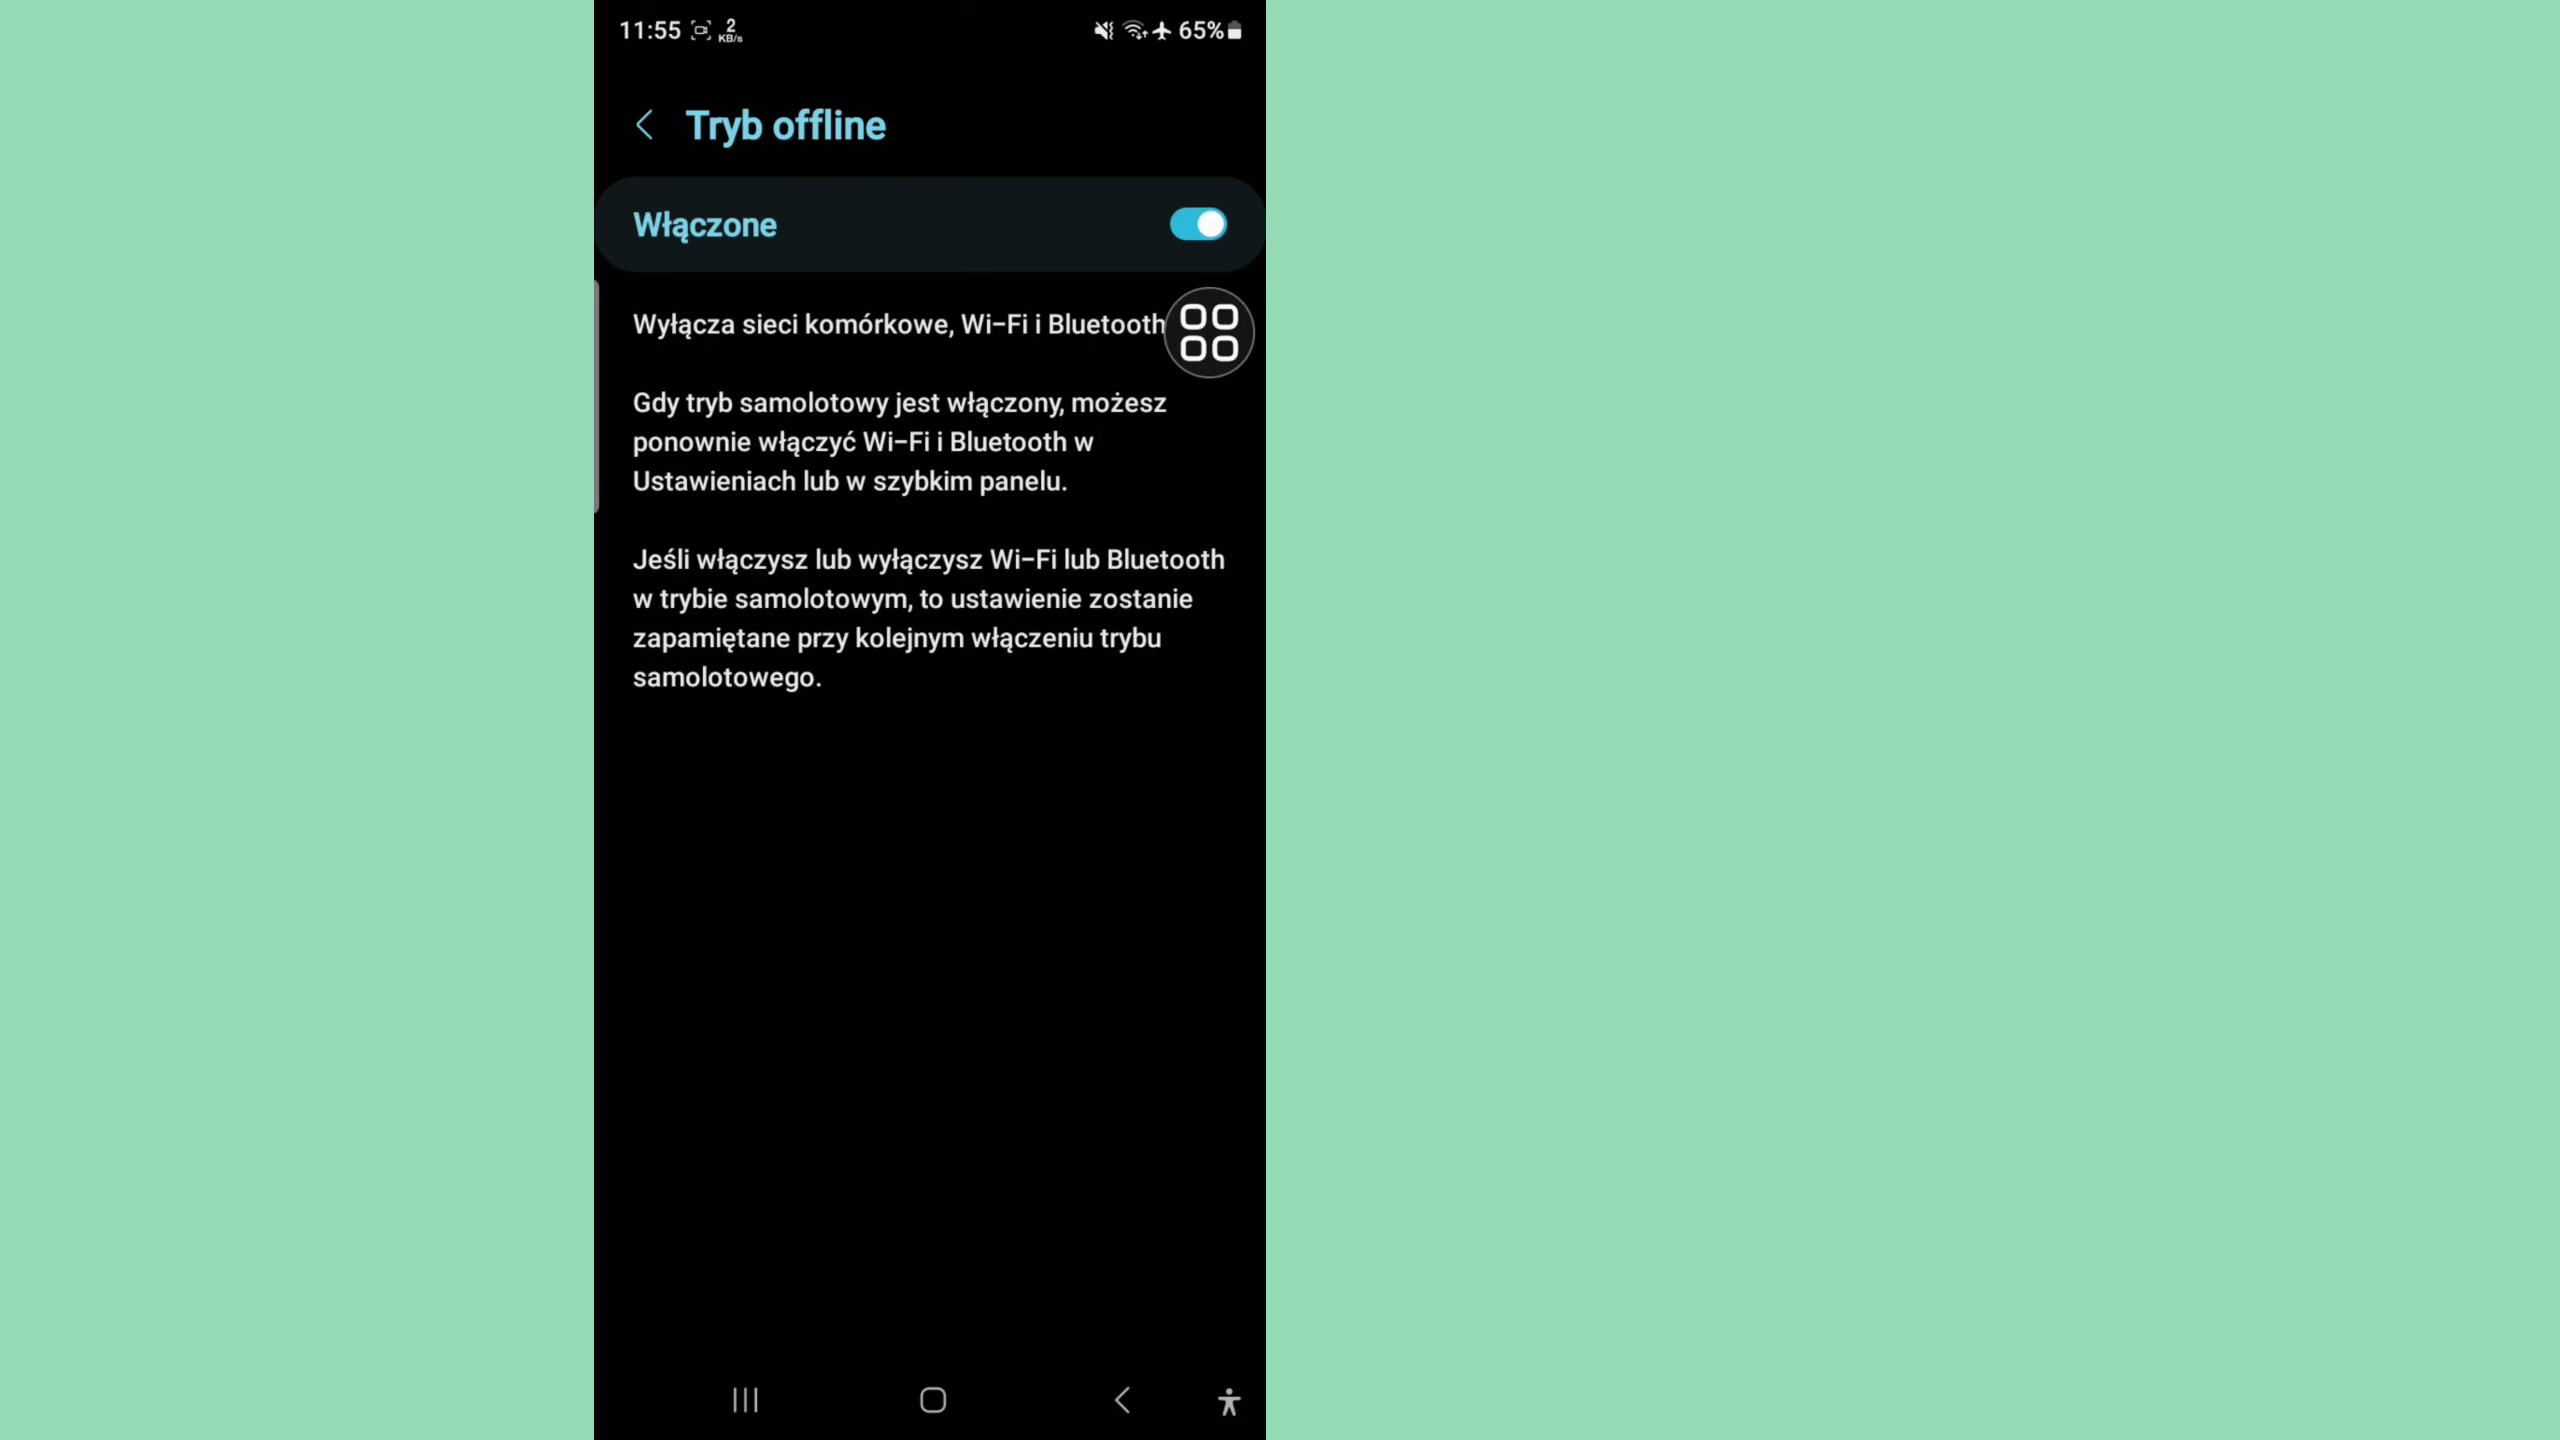 11:55 2 KB/s 65%
Tryb offline
Włączone
Wyłącza sieci komórkowe, Wi-Fi i Bluetooth
Gdy tryb samolotowy jest włączony, możesz
ponownie włączyć Wi-Fi i Bluetooth w
Ustawieniach lub w szybkim panelu.
Jeśli włączysz lub wyłączysz Wi-Fi lub Bluetooth
w trybie samolotowym, to ustawienie zostanie
zapamiętane przy kolejnym włączeniu trybu
samolotowego.